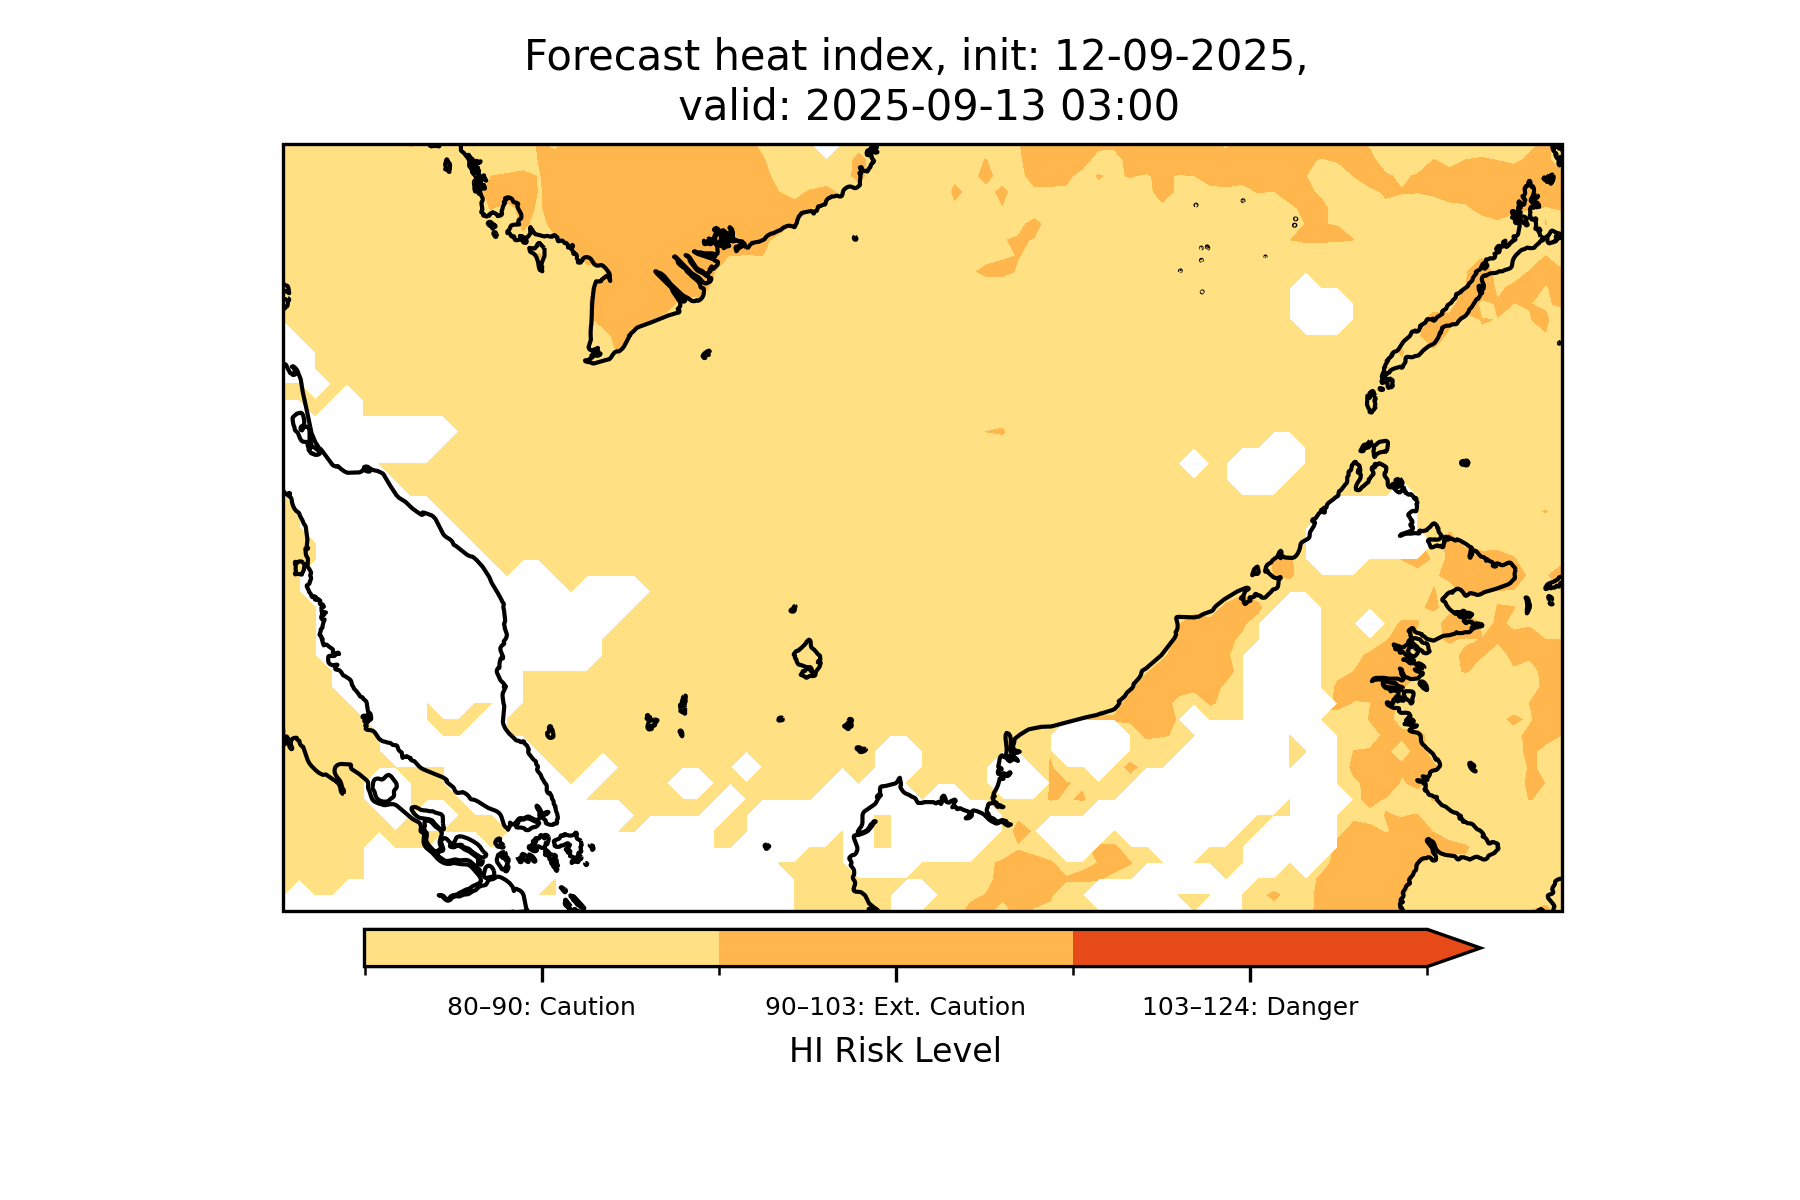 Forecast heat index, init: 12-09-2025,
valid: 2025-09-13 03:00
80–90: Caution
90–103: Ext. Caution
103–124: Danger
HI Risk Level